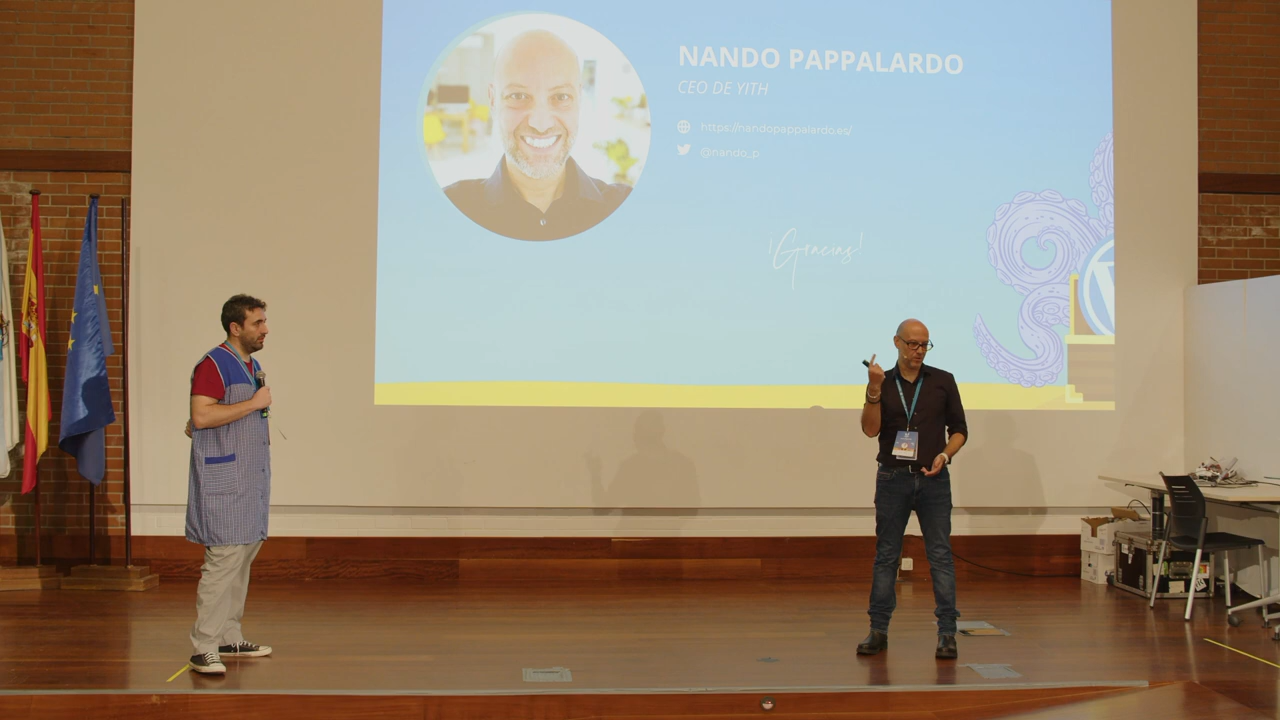 NANDO PAPPALARDO
CEO DE YITH
https://nandopappalardo.es/
@nando_p
¡Gracias!